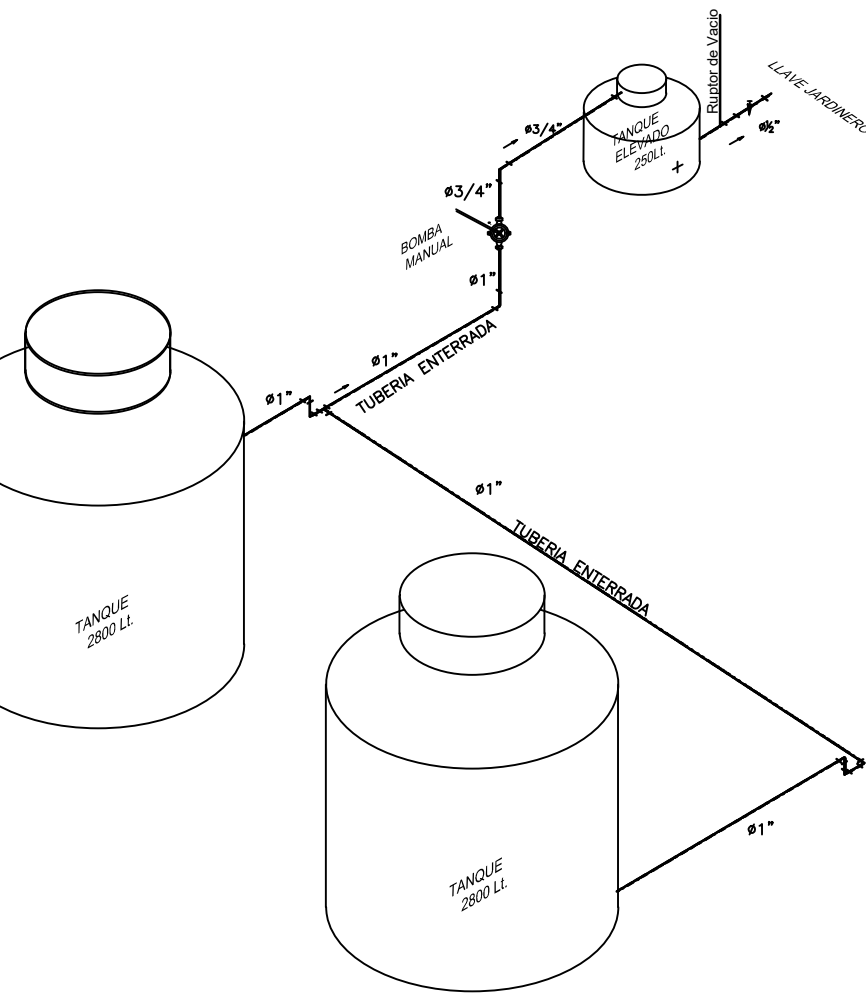 Ruptor de Vacio
LLAVE JARDINERO
ø3/4"
TANQUE
ELEVADO
250Lt.
ø½"
ø3/4"
BOMBA
MANUAL
ø1"
ø1"
TUBERIA ENTERRADA
ø1"
ø1"
TUBERIA ENTERRADA
TANQUE
2800 Lt.
ø1"
TANQUE
2800 Lt.